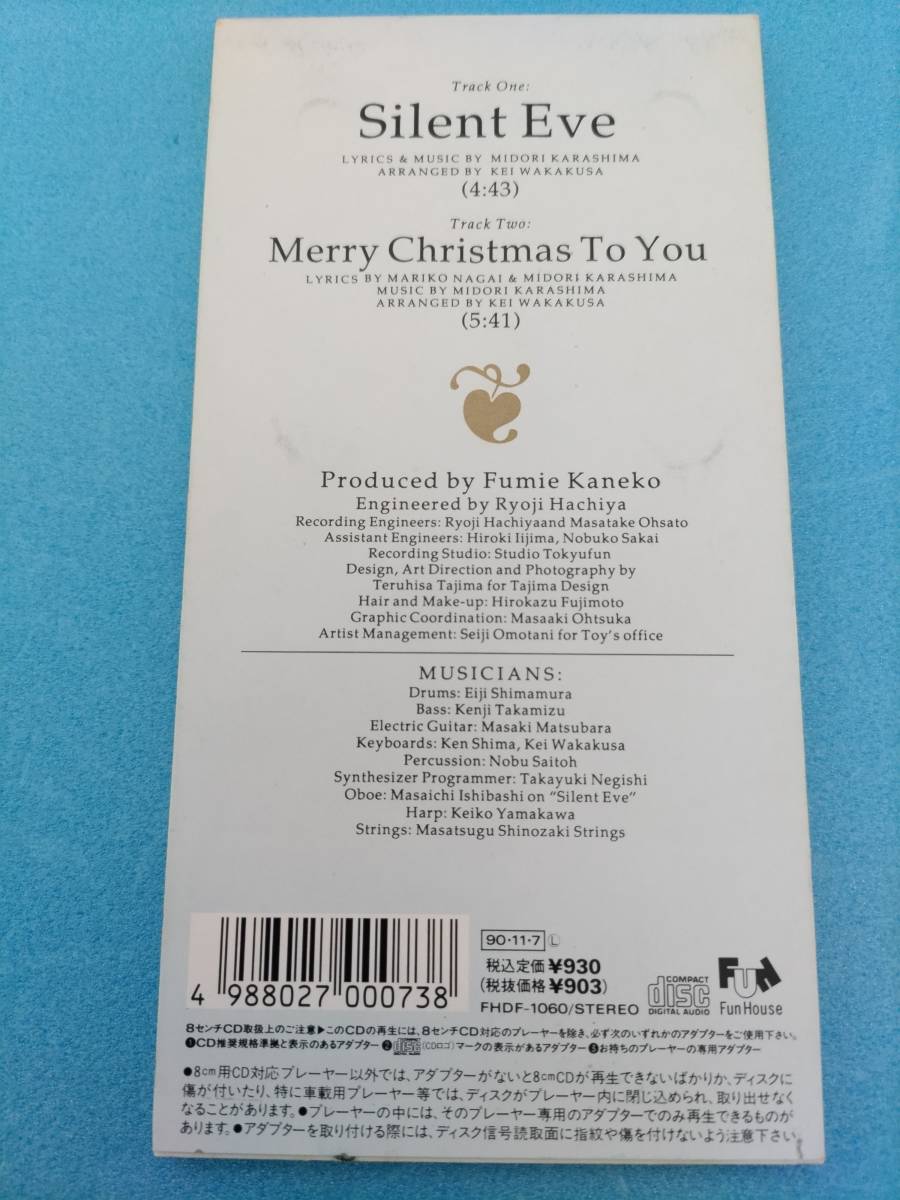 Track One:
Silent Eve
LYRICS & MUSIC BY MIDORI KARASHIMA
ARRANGED BY KEI WAKAKUSA
(4:43)
Track Two:
Merry Christmas To You
LYRICS BY MARIKO NAGAI & MIDORI KARASHIMA
MUSIC BY MIDORI KARASHIMA
ARRANGED BY KEI WAKAKUSA
(5:41)
Produced by Fumie Kaneko
Engineered by Ryoji Hachiya
Recording Engineers: Ryoji Hachiyaand Masatake Ohsato
Assistant Engineers: Hiroki Iijima, Nobuko Sakai
Recording Studio: Studio Tokyufun
Design, Art Direction and Photography by
Teruhisa Tajima for Tajima Design
Hair and Make-up: Hirokazu Fujimoto
Graphic Coordination: Masaaki Ohtsuka
Artist Management: Seiji Omotani for Toy's office
MUSICIANS:
Drums: Eiji Shimamura
Bass: Kenji Takamizu
Electric Guitar: Masaki Matsubara
Keyboards: Ken Shima, Kei Wakakusa
Percussion: Nobu Saitoh
Synthesizer Programmer: Takayuki Negishi
Oboe: Masaichi Ishibashi on "Silent Eve"
Harp: Keiko Yamakawa
Strings: Masatsugu Shinozaki Strings
4 988027 000738
90・11・7 Ⓛ
税込定価¥930
(税抜価格¥903)
FHDF-1060/STEREO
COMPACT
disc
DIGITAL AUDIO
Fun
FunHouse
8センチCD取扱上のご注意▶このCDの再生には、8センチCD対応のプレーヤーを除き、必ず次のいずれかのアダプターをご使用下さい。
❶CD推奨規格準拠と表示のあるアダプター ❷disc(CDロゴ)マークの表示があるアダプター ❸お持ちのプレーヤーの専用アダプター
●8cm用CD対応プレーヤー以外では、アダプターがないと8cmCDが再生できないばかりか、ディスクに
傷が付いたり、特に車載用プレーヤー等では、ディスクがプレーヤー内に閉じ込められ、取り出せなく
なることがあります。●プレーヤーの中には、そのプレーヤー専用のアダプターでのみ再生できるものが
あります。●アダプターを取り付ける際には、ディスク信号読取面に指紋や傷を付けないよう注意下さい。